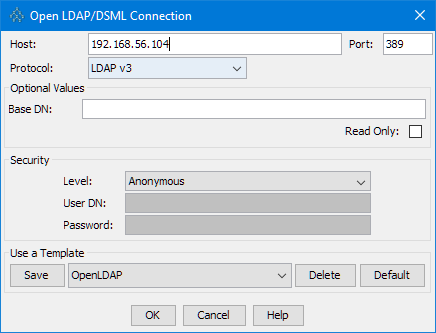 Open LDAP/DSML Connection
Host: 192.168.56.104 Port: 389
Protocol: LDAP v3
Optional Values
Base DN:
Read Only:
Security
Level: Anonymous
User DN:
Password:
Use a Template
Save OpenLDAP Delete Default
OK Cancel Help